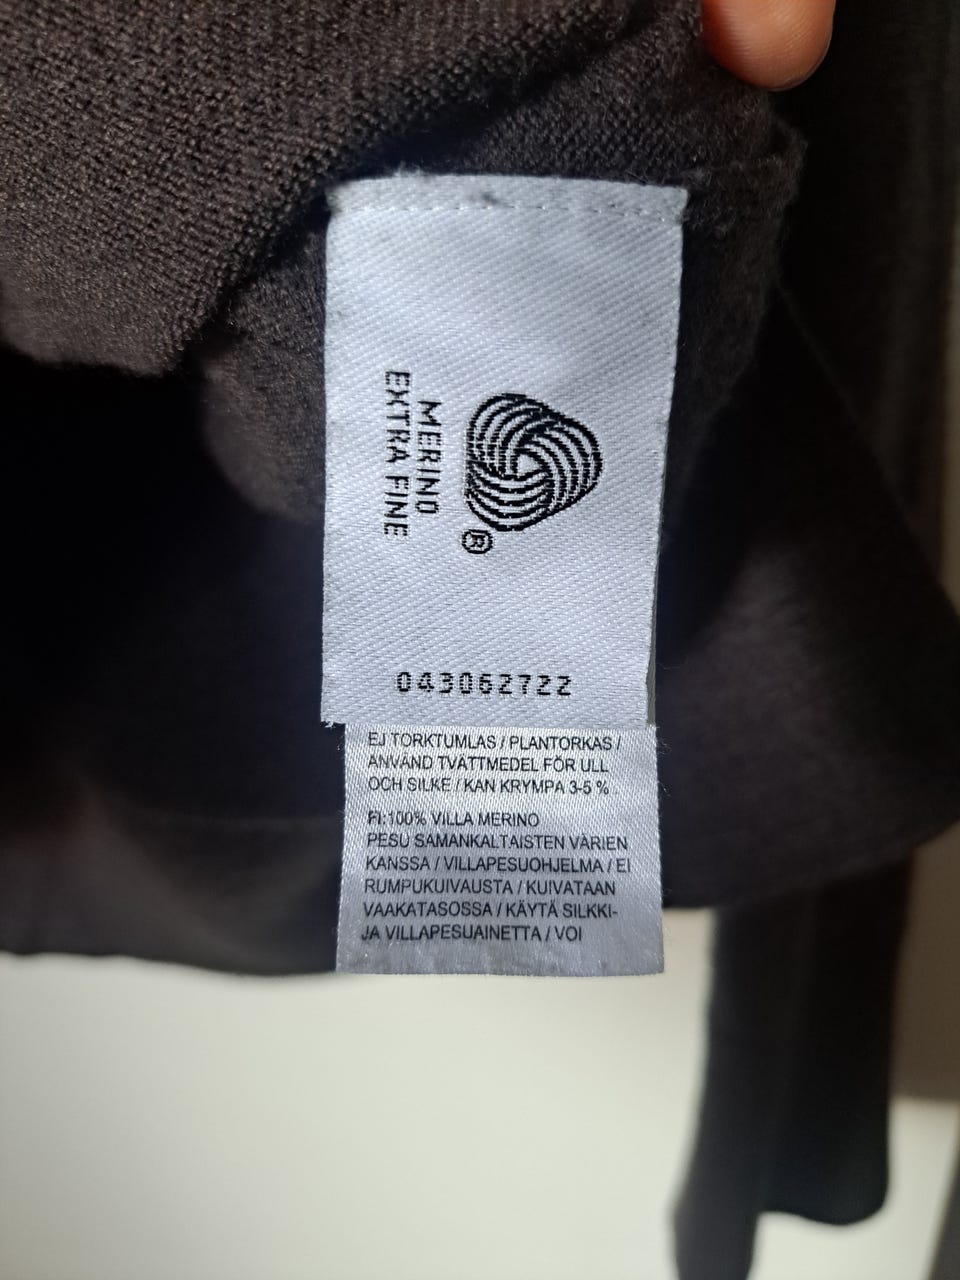 MERINO
EXTRA FINE
®
043062722
EJ TORKTUMLAS / PLANTORKAS /
ANVÄND TVÄTTMEDEL FÖR ULL
OCH SILKE / KAN KRYMPA 3-5 %
FI:100% VILLA MERINO
PESU SAMANKALTAISTEN VÄRIEN
KANSSA / VILLAPESUOHJELMA / EI
RUMPUKUIVAUSTA / KUIVATAAN
VAAKATASOSSA / KÄYTÄ SILKKI-
JA VILLAPESUAINETTA / VOI